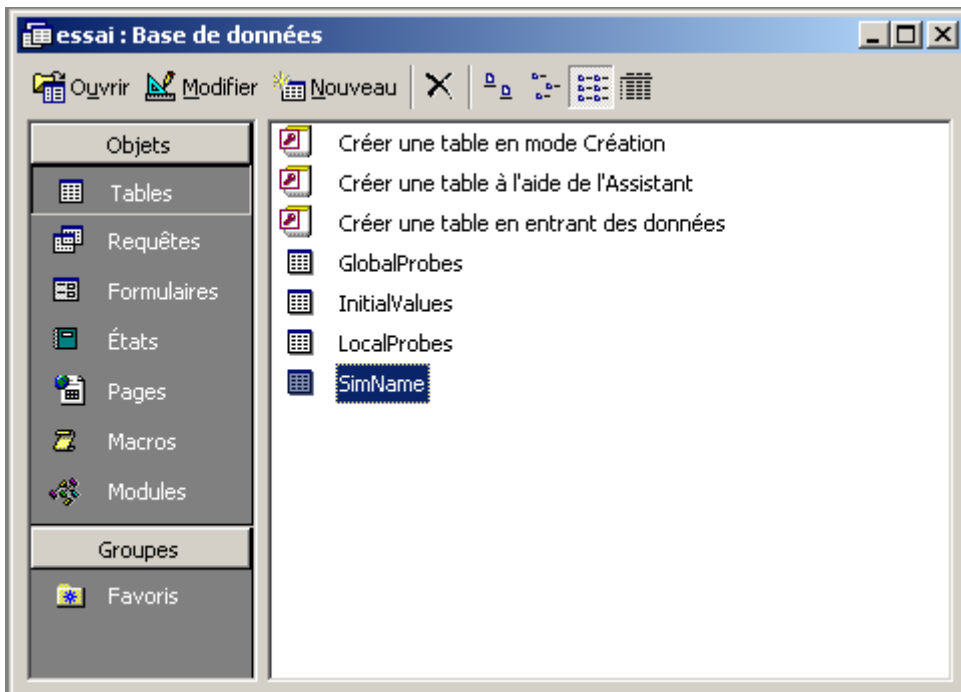 essai : Base de données
Ouvrir Modifier Nouveau
Objets
Tables
Requêtes
Formulaires
États
Pages
Macros
Modules
Groupes
Favoris
Créer une table en mode Création
Créer une table à l'aide de l'Assistant
Créer une table en entrant des données
GlobalProbes
InitialValues
LocalProbes
SimName